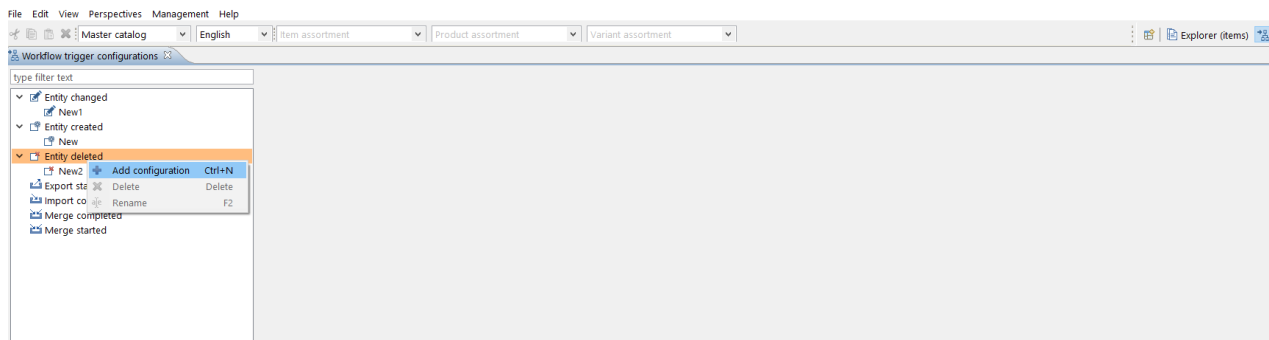 File Edit View Perspectives Management Help
Master catalog English Item assortment Product assortment Variant assortment Explorer (items)
Workflow trigger configurations
type filter text
Entity changed
New1
Entity created
New
Entity deleted
New2 Add configuration Ctrl+N
Export sta Delete Delete
Import co Rename F2
Merge completed
Merge started